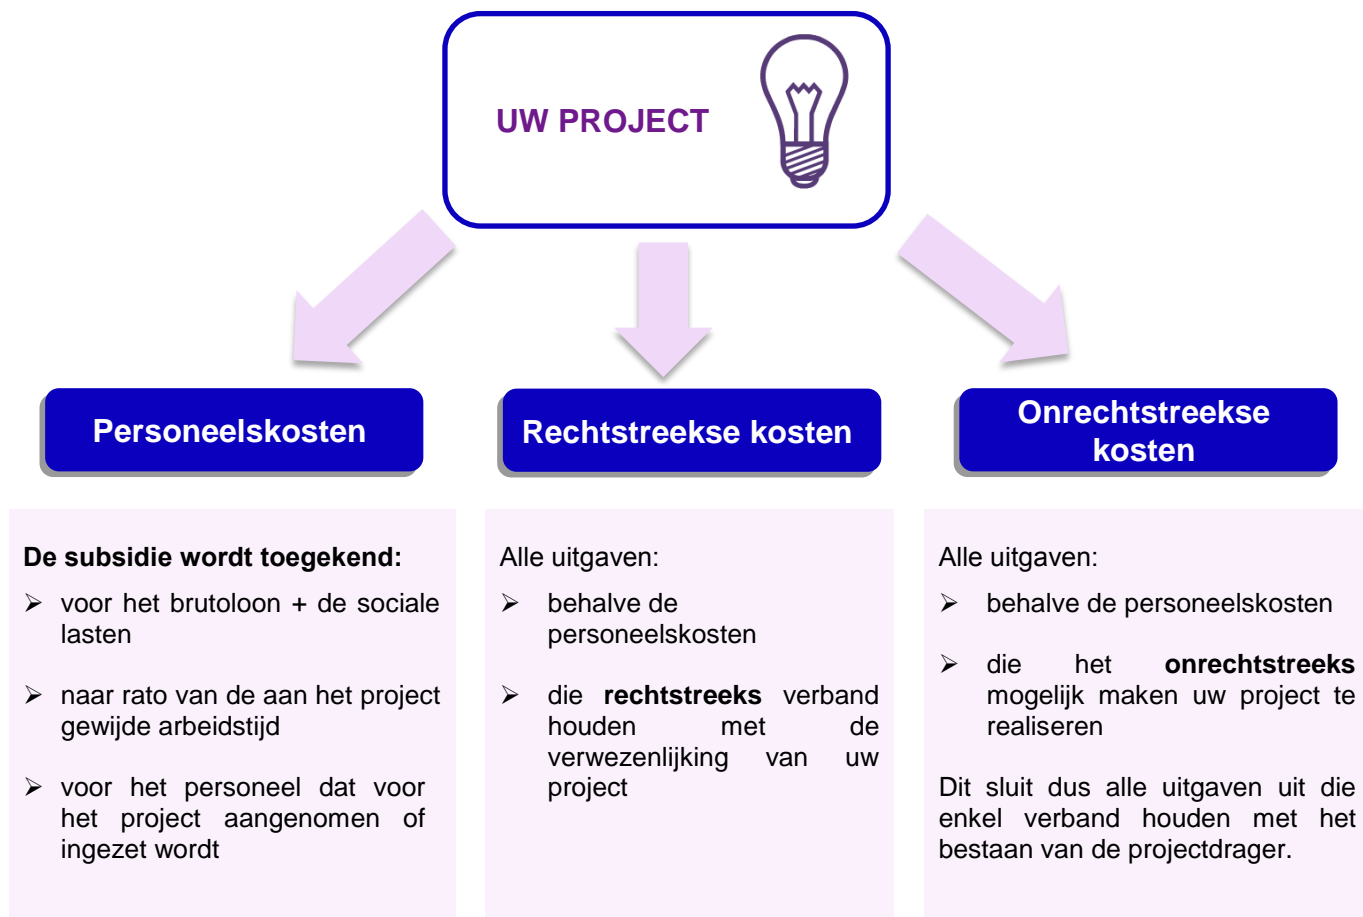 UW PROJECT
Personeelskosten
Rechtstreekse kosten
Onrechtstreekse
kosten
De subsidie wordt toegekend:
➢ voor het brutoloon + de sociale
lasten
➢ naar rato van de aan het project
gewijde arbeidstijd
➢ voor het personeel dat voor
het project aangenomen of
ingezet wordt
Alle uitgaven:
➢ behalve de
personeelskosten
➢ die rechtstreeks verband
houden met de
verwezenlijking van uw
project
Alle uitgaven:
➢ behalve de personeelskosten
➢ die het onrechtstreeks
mogelijk maken uw project te
realiseren
Dit sluit dus alle uitgaven uit die
enkel verband houden met het
bestaan van de projectdrager.